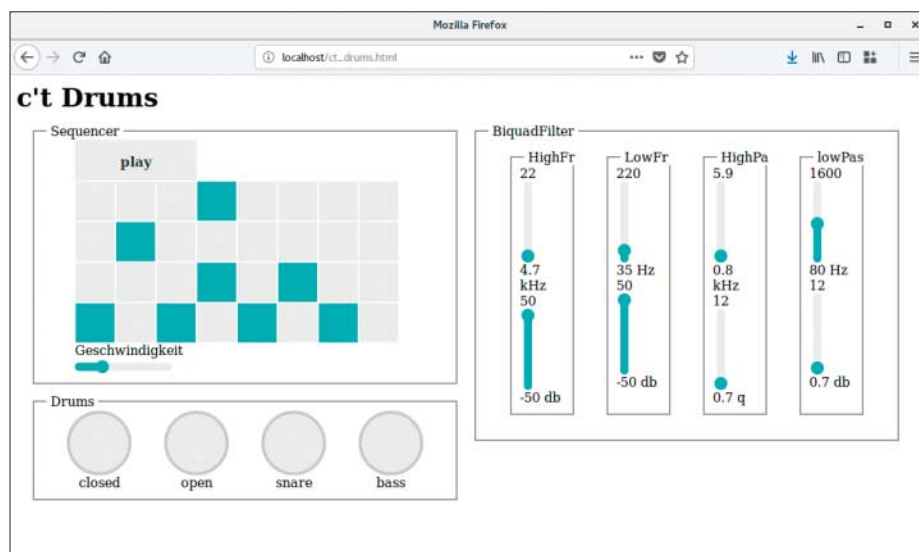 Mozilla Firefox
localhost/ct_drums.html
c't Drums
Sequencer
play
Geschwindigkeit
Drums
closed open snare bass
BiquadFilter
HighFr
22
4.7
kHz
50
-50 db
LowFr
220
35 Hz
50
-50 db
HighPa
5.9
0.8
kHz
12
0.7 q
lowPas
1600
80 Hz
12
0.7 db